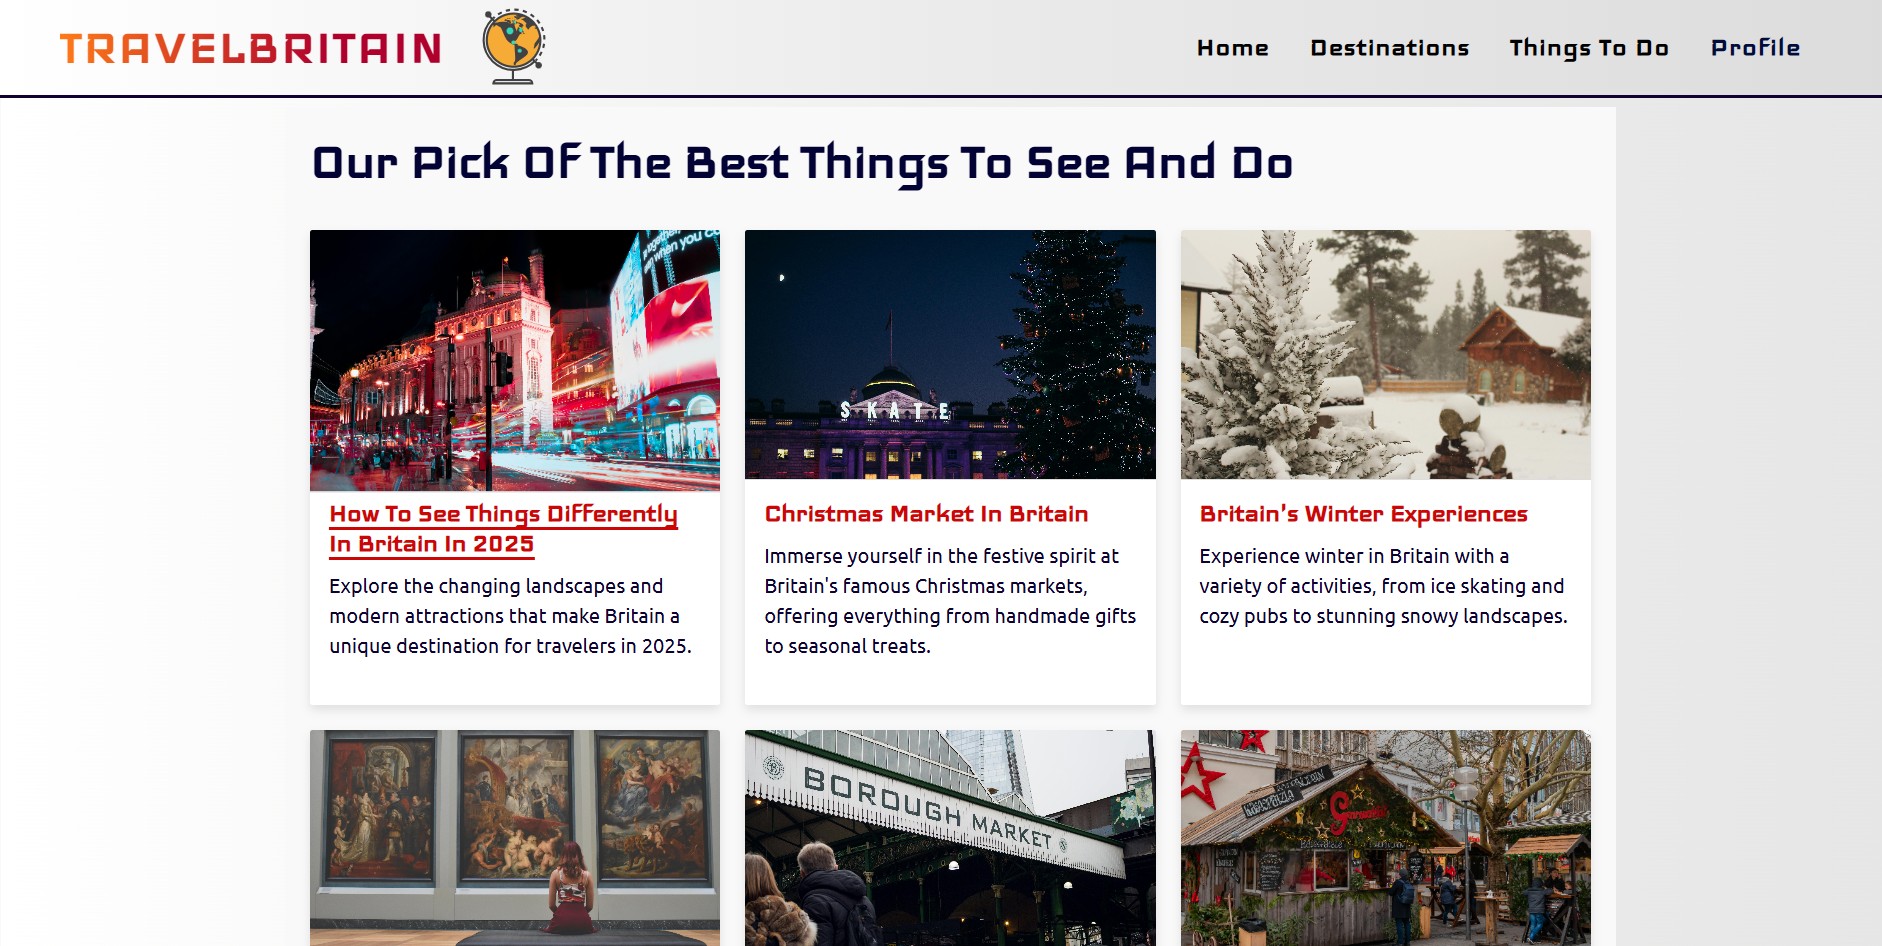 TRAVELBRITAIN
Home Destinations Things To Do Profile
Our Pick Of The Best Things To See And Do
when you co
SKATE
How To See Things Differently
In Britain In 2025
Explore the changing landscapes and
modern attractions that make Britain a
unique destination for travelers in 2025.
Christmas Market In Britain
Immerse yourself in the festive spirit at
Britain's famous Christmas markets,
offering everything from handmade gifts
to seasonal treats.
Britain's Winter Experiences
Experience winter in Britain with a
variety of activities, from ice skating and
cozy pubs to stunning snowy landscapes.
BOROUGH MARKET